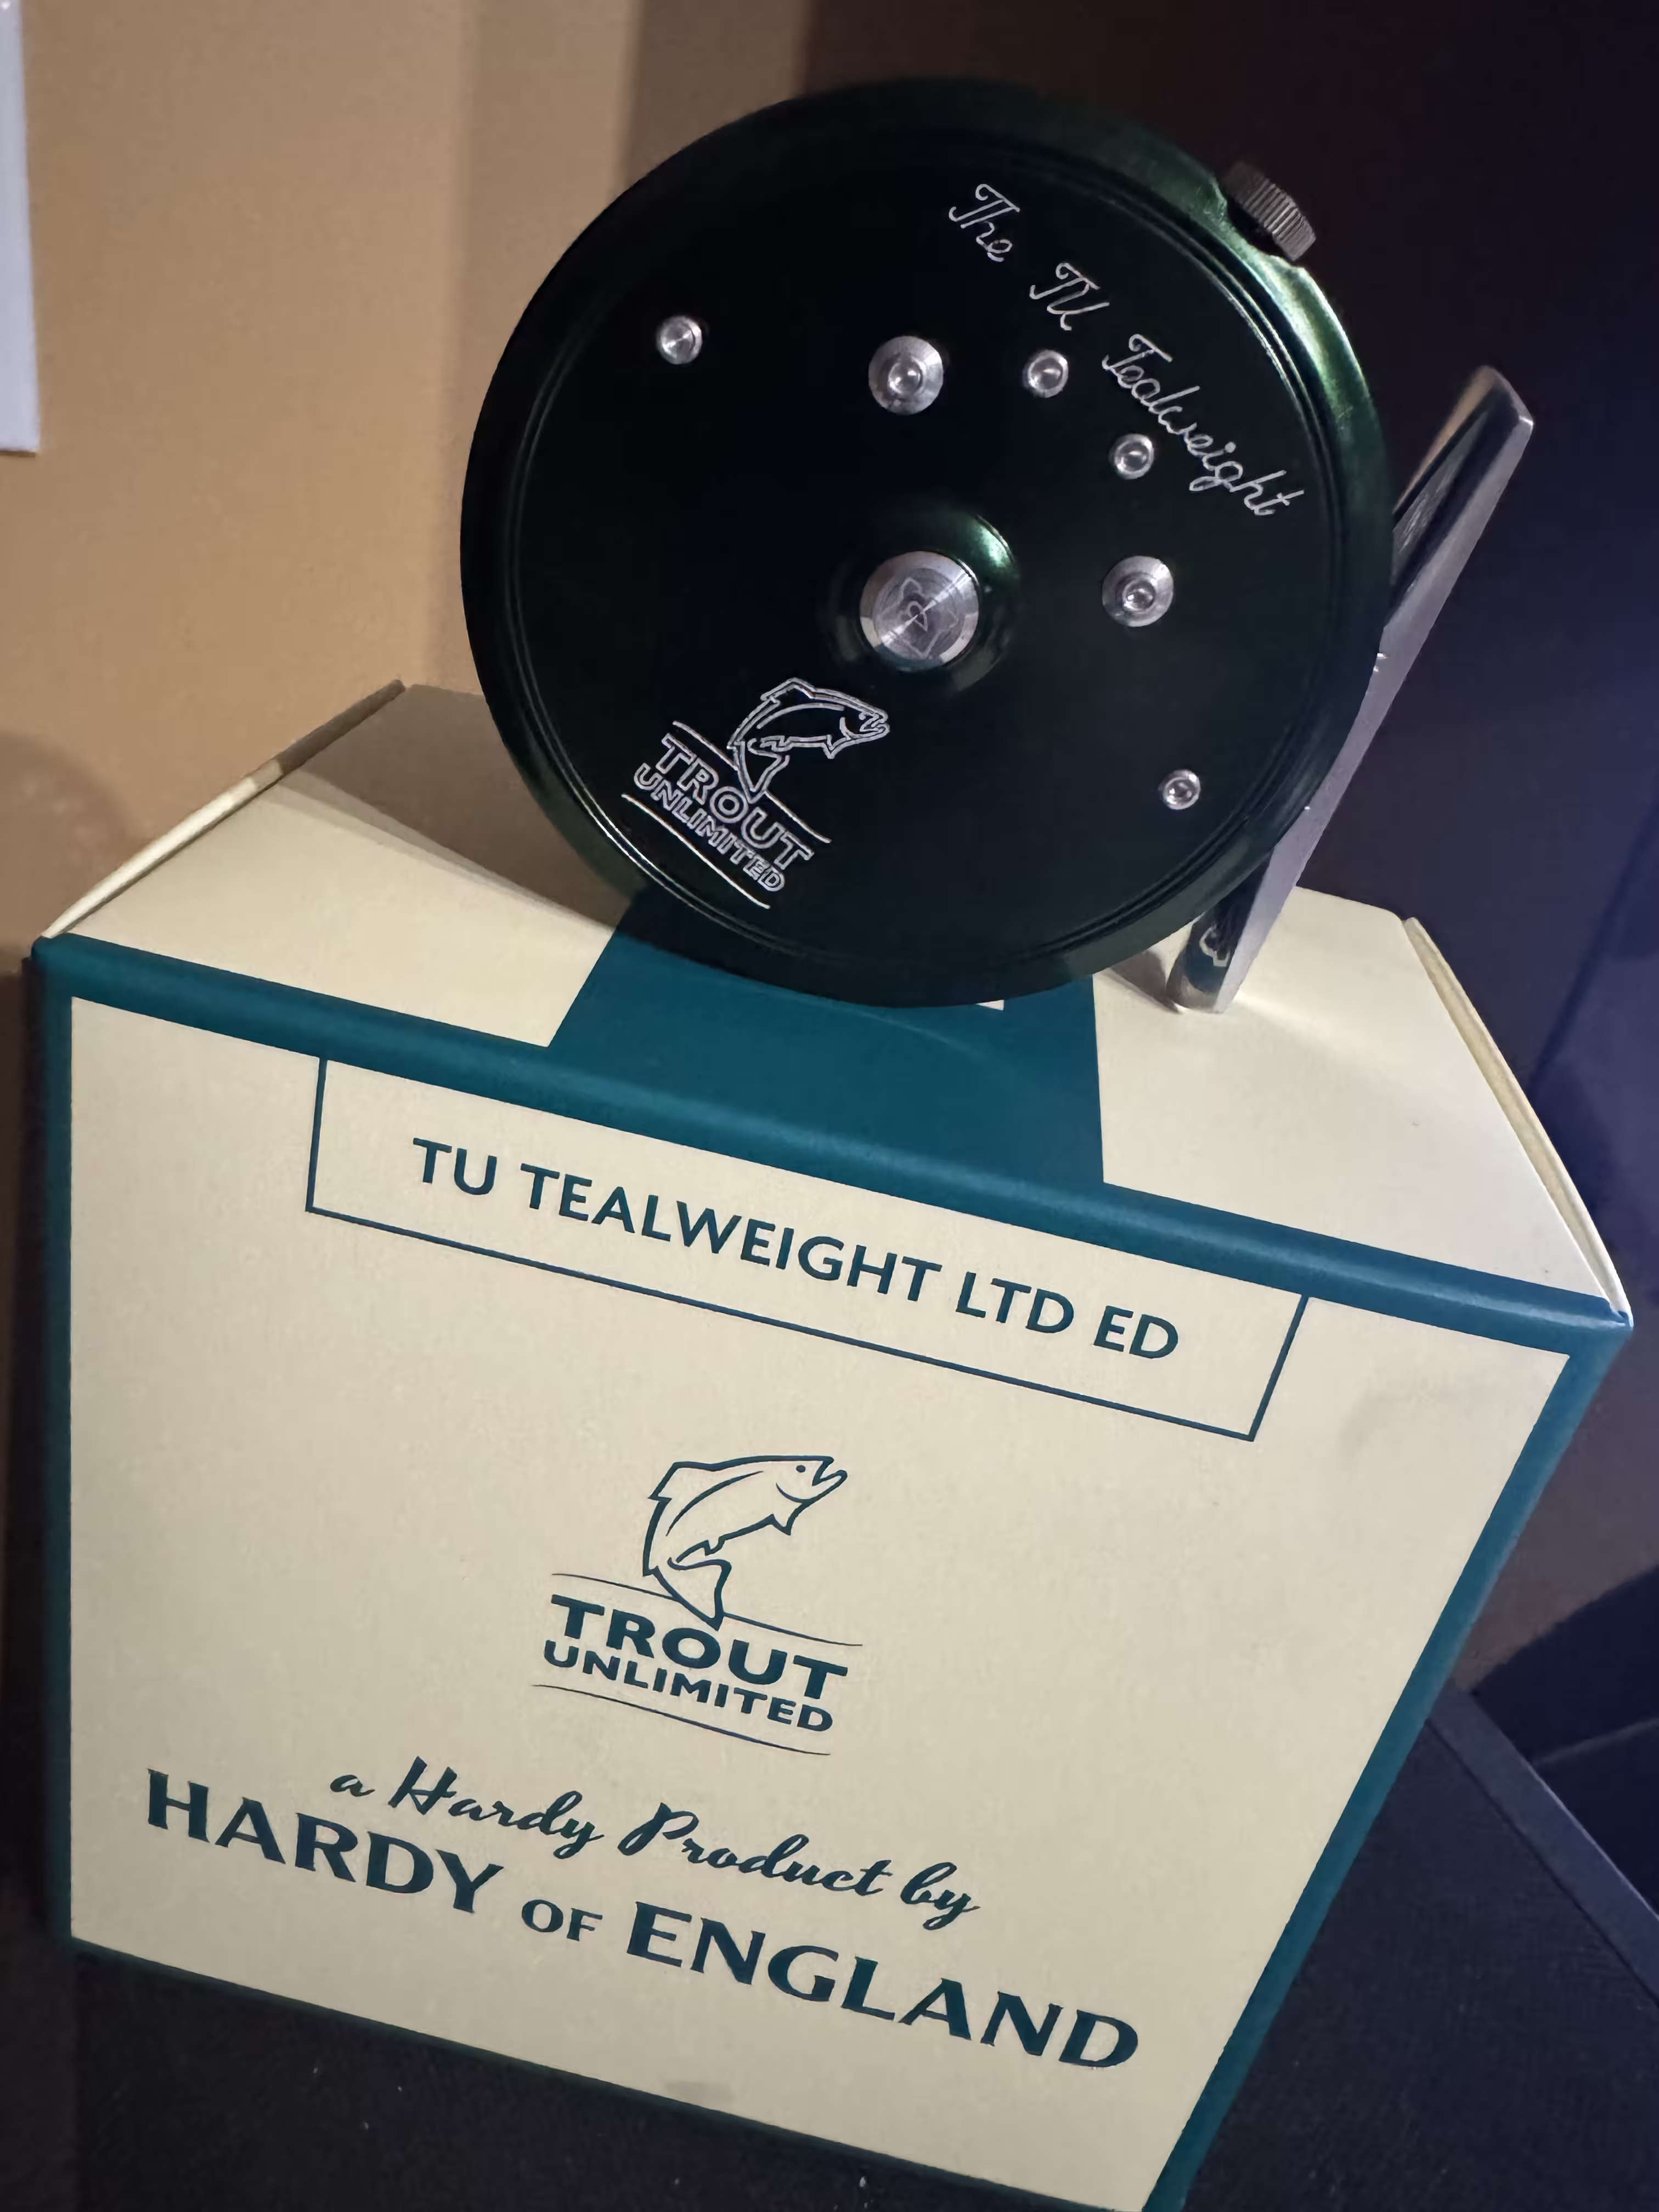 The TU Tealweight
TROUT
UNLIMITED
TU TEALWEIGHT LTD ED
TROUT
UNLIMITED
a Hardy Product by
HARDY OF ENGLAND